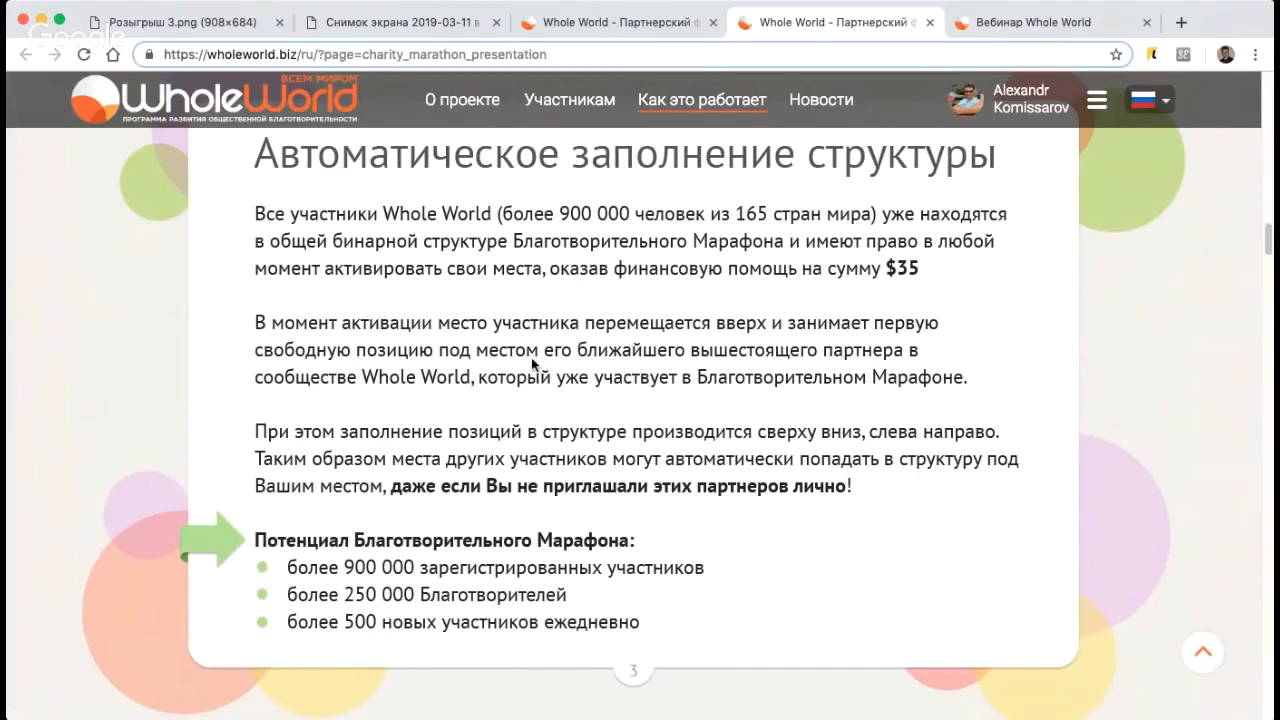 Розыгрыш 3.png (908×684)
Снимок экрана 2019-03-11 в
Whole World - Партнерский ф
Whole World - Партнерский ф
Вебинар Whole World
Google
https://wholeworld.biz/ru/?page=charity_marathon_presentation
ВСЕМ МИРОМ
WholeWorld
ПРОГРАММА РАЗВИТИЯ ОБЩЕСТВЕННОЙ БЛАГОТВОРИТЕЛЬНОСТИ
О проекте
Участникам
Как это работает
Новости
Alexandr
Komissarov
Автоматическое заполнение структуры
Все участники Whole World (более 900 000 человек из 165 стран мира) уже находятся
в общей бинарной структуре Благотворительного Марафона и имеют право в любой
момент активировать свои места, оказав финансовую помощь на сумму $35
В момент активации место участника перемещается вверх и занимает первую
свободную позицию под местом его ближайшего вышестоящего партнера в
сообществе Whole World, который уже участвует в Благотворительном Марафоне.
При этом заполнение позиций в структуре производится сверху вниз, слева направо.
Таким образом места других участников могут автоматически попадать в структуру под
Вашим местом, даже если Вы не приглашали этих партнеров лично!
Потенциал Благотворительного Марафона:
более 900 000 зарегистрированных участников
более 250 000 Благотворителей
более 500 новых участников ежедневно
3